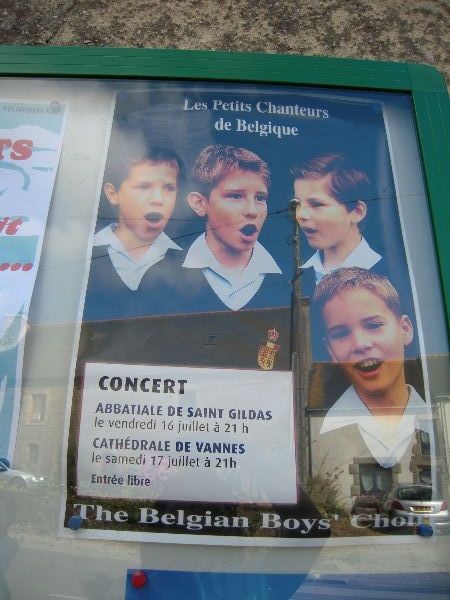 MORBIHAN
Les Petits Chanteurs
de Belgique
CONCERT
ABBATIALE DE SAINT GILDAS
le vendredi 16 juillet à 21 h
CATHÉDRALE DE VANNES
le samedi 17 juillet à 21h
Entrée libre
The Belgian Boys' Choir